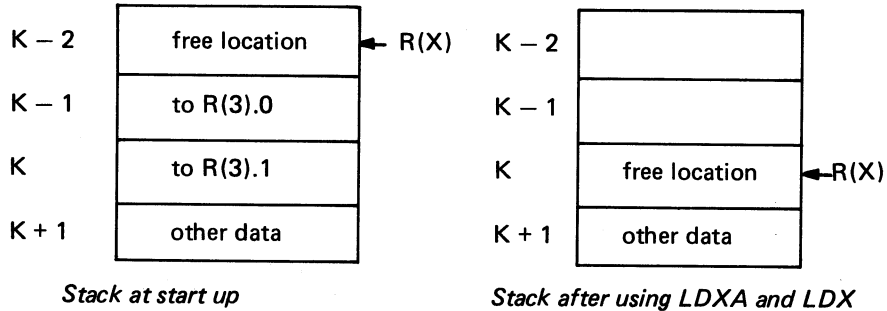 K – 2 free location R(X)
K – 1 to R(3).0
K to R(3).1
K + 1 other data
Stack at start up
K – 2
K – 1
K free location R(X)
K + 1 other data
Stack after using LDXA and LDX